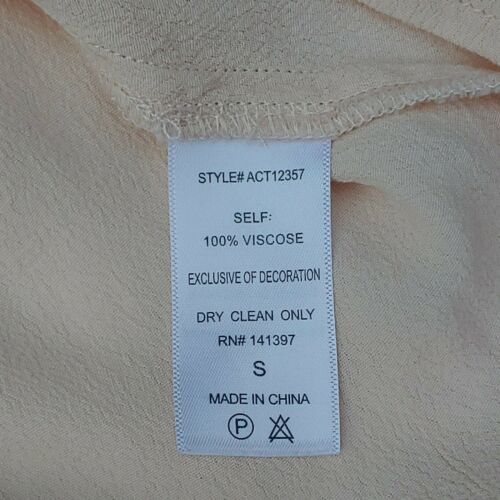 STYLE# ACT12357
SELF:
100% VISCOSE
EXCLUSIVE OF DECORATION
DRY CLEAN ONLY
RN# 141397
S
MADE IN CHINA
P